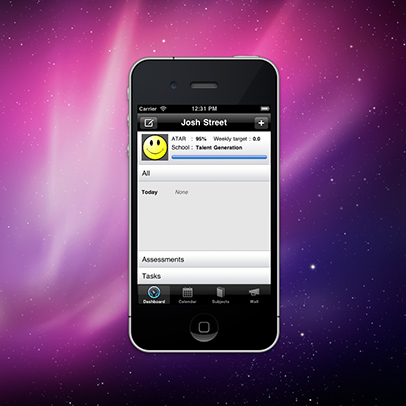 Carrier 12:31 PM
Josh Street
ATAR : 95% Weekly target : 0.0
School : Talent Generation
All
Today None
Assessments
Tasks
Dashboard Calendar Subjects Wall